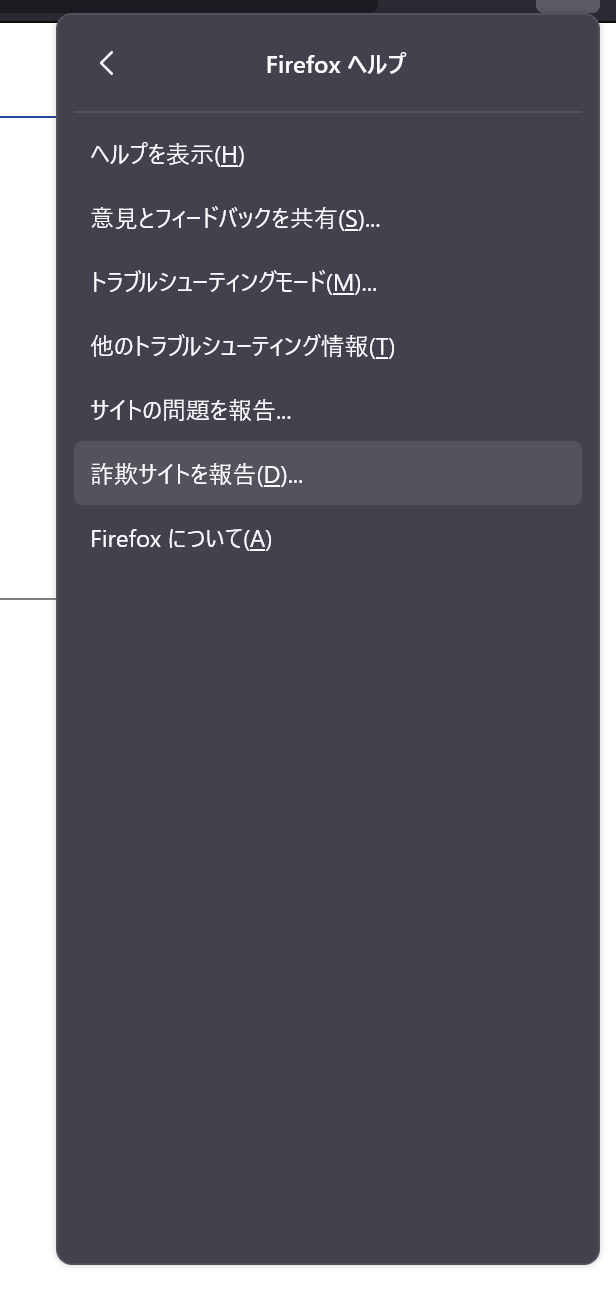 Firefox ヘルプ
ヘルプを表示(H)
意見とフィードバックを共有(S)...
トラブルシューティングモード(M)...
他のトラブルシューティング情報(T)
サイトの問題を報告...
詐欺サイトを報告(D)...
Firefox について(A)